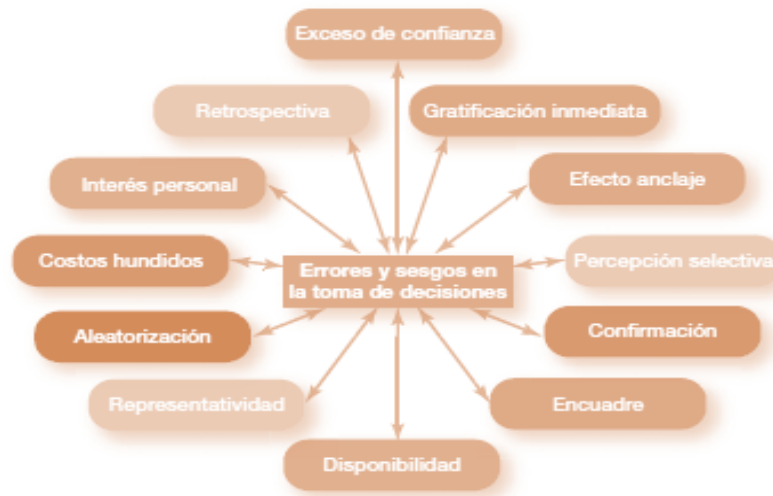 Exceso de confianza
Retrospectiva
Gratificación inmediata
Interés personal
Efecto anclaje
Costos hundidos
Errores y sesgos en
la toma de decisiones
Percepción selectiva
Aleatorización
Confirmación
Representatividad
Encuadre
Disponibilidad